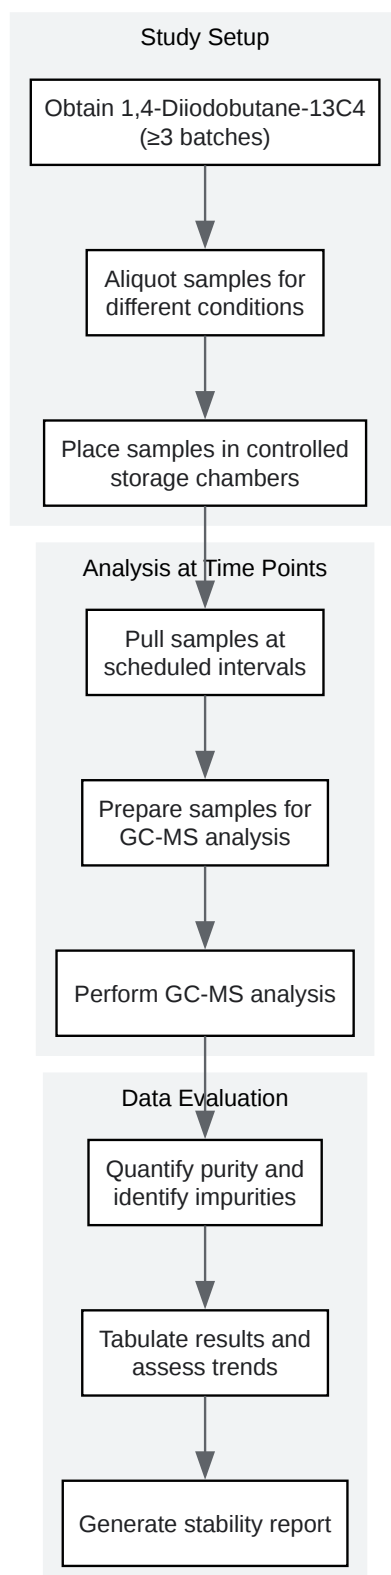 Study Setup
Obtain 1,4-Diiodobutane-13C4
(≥3 batches)
Aliquot samples for
different conditions
Place samples in controlled
storage chambers
Analysis at Time Points
Pull samples at
scheduled intervals
Prepare samples for
GC-MS analysis
Perform GC-MS analysis
Data Evaluation
Quantify purity and
identify impurities
Tabulate results and
assess trends
Generate stability report